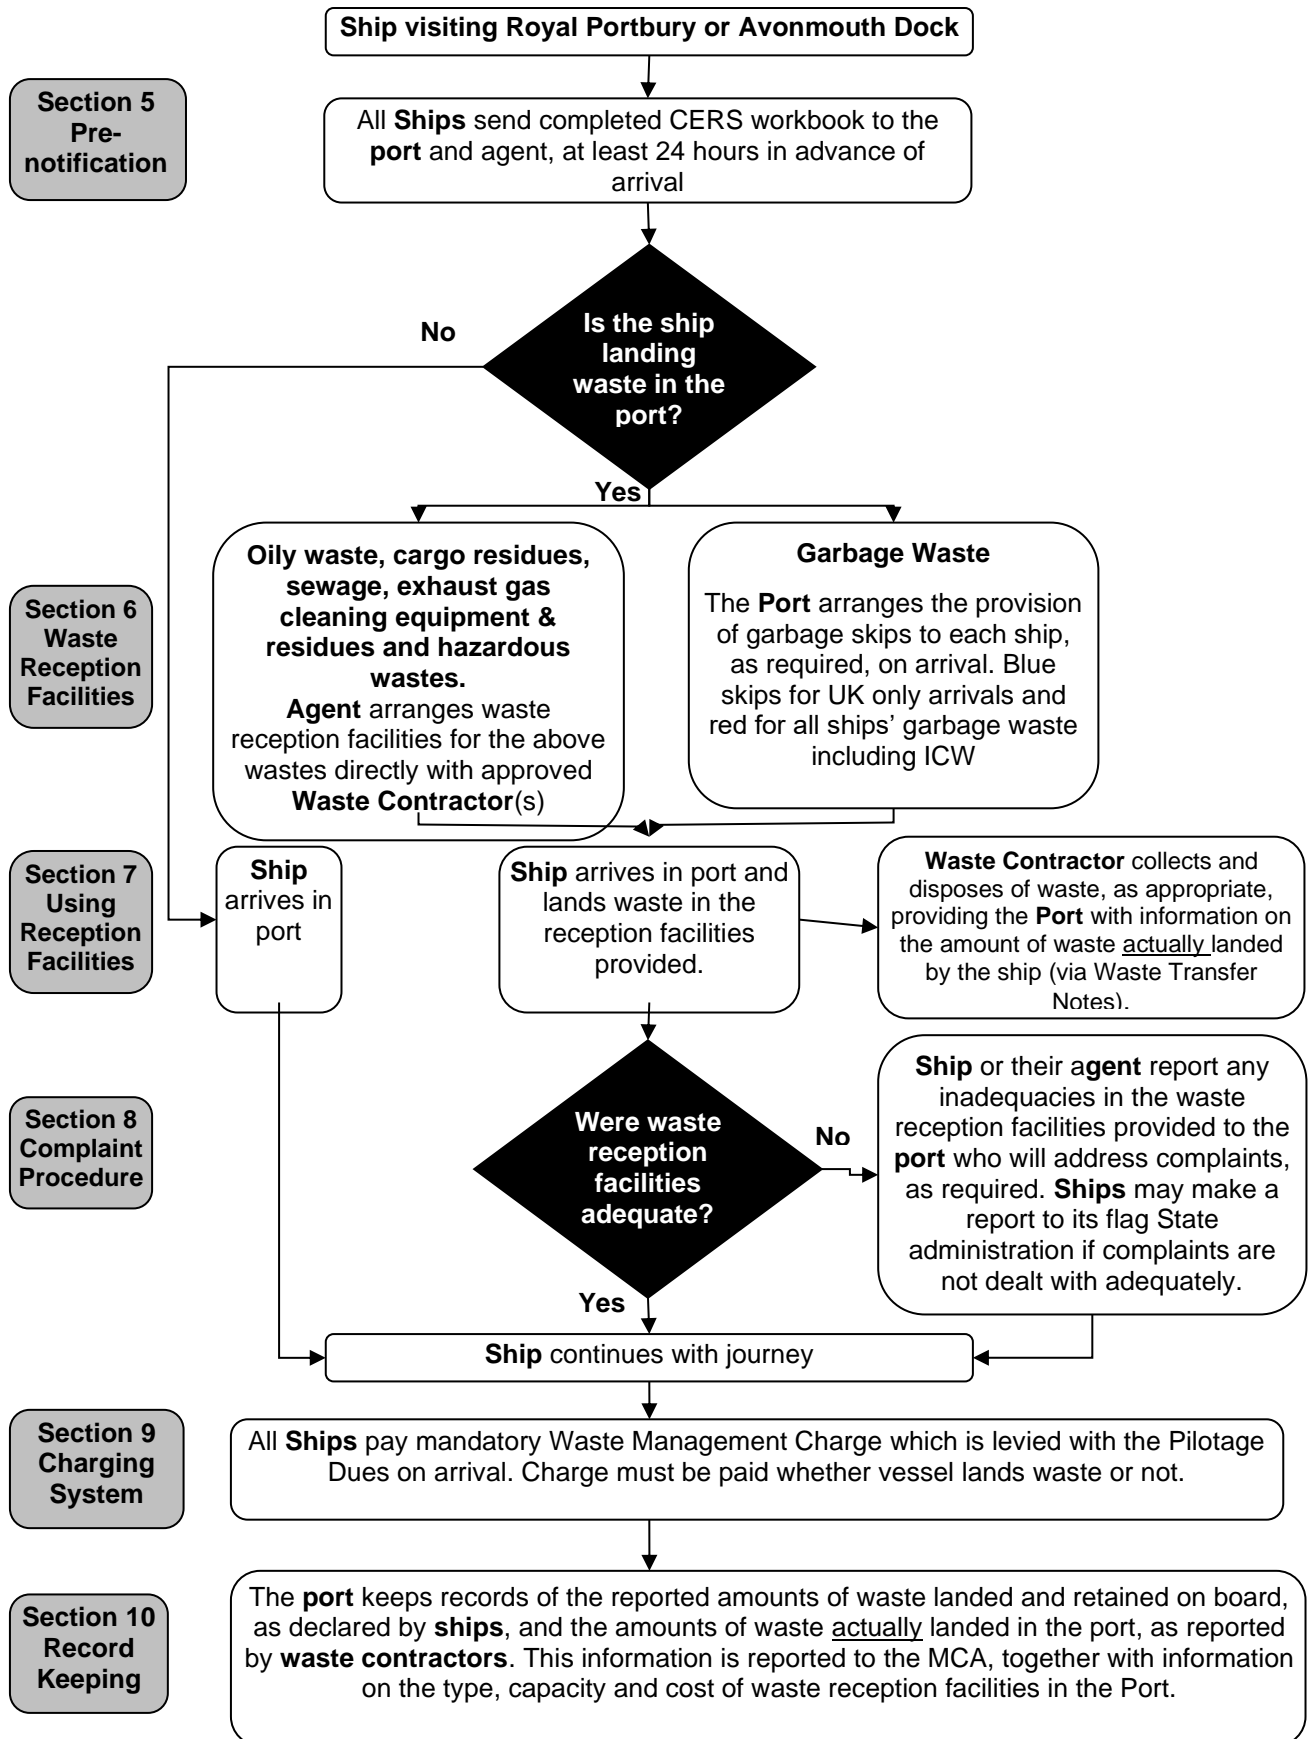 Ship visiting Royal Portbury or Avonmouth Dock
Section 5
Pre-
notification
All Ships send completed CERS workbook to the
port and agent, at least 24 hours in advance of
arrival
Is the ship
landing
waste in the
port?
No
Yes
Section 6
Waste
Reception
Facilities
Oily waste, cargo residues,
sewage, exhaust gas
cleaning equipment &
residues and hazardous
wastes.
Agent arranges waste
reception facilities for the above
wastes directly with approved
Waste Contractor(s)
Garbage Waste
The Port arranges the provision
of garbage skips to each ship,
as required, on arrival. Blue
skips for UK only arrivals and
red for all ships’ garbage waste
including ICW
Section 7
Using
Reception
Facilities
Ship
arrives in
port
Ship arrives in port and
lands waste in the
reception facilities
provided.
Waste Contractor collects and
disposes of waste, as appropriate,
providing the Port with information on
the amount of waste actually landed
by the ship (via Waste Transfer
Notes).
Section 8
Complaint
Procedure
Were waste
reception
facilities
adequate?
No
Yes
Ship or their agent report any
inadequacies in the waste
reception facilities provided to the
port who will address complaints,
as required. Ships may make a
report to its flag State
administration if complaints are
not dealt with adequately.
Ship continues with journey
Section 9
Charging
System
All Ships pay mandatory Waste Management Charge which is levied with the Pilotage
Dues on arrival. Charge must be paid whether vessel lands waste or not.
Section 10
Record
Keeping
The port keeps records of the reported amounts of waste landed and retained on board,
as declared by ships, and the amounts of waste actually landed in the port, as reported
by waste contractors. This information is reported to the MCA, together with information
on the type, capacity and cost of waste reception facilities in the Port.